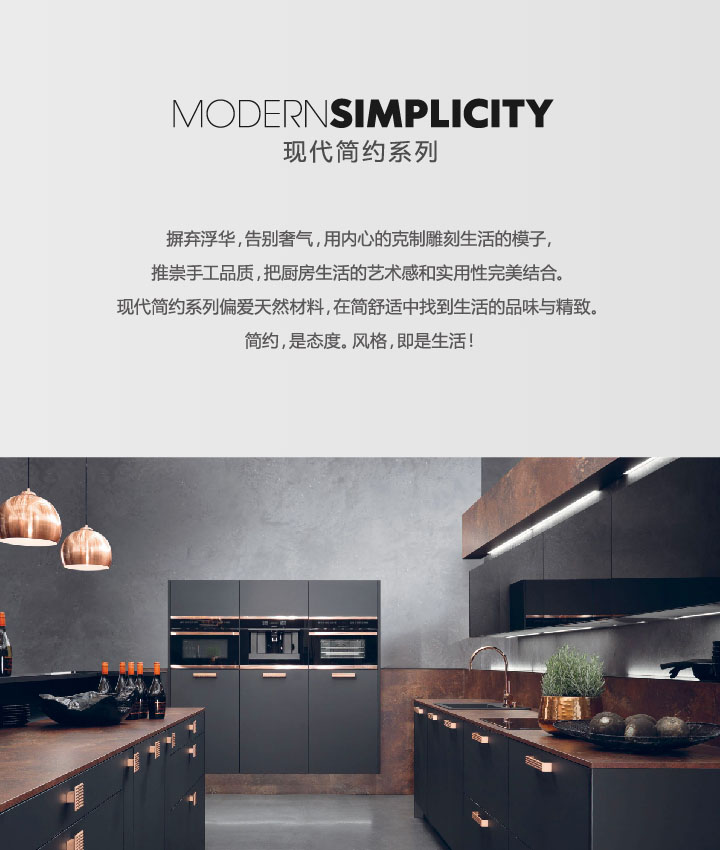 MODERNSIMPLICITY
现代简约系列
摒弃浮华，告别奢气，用内心的克制雕刻生活的模子，
推崇手工品质，把厨房生活的艺术感和实用性完美结合。
现代简约系列偏爱天然材料，在简舒适中找到生活的品味与精致。
简约，是态度。风格，即是生活！